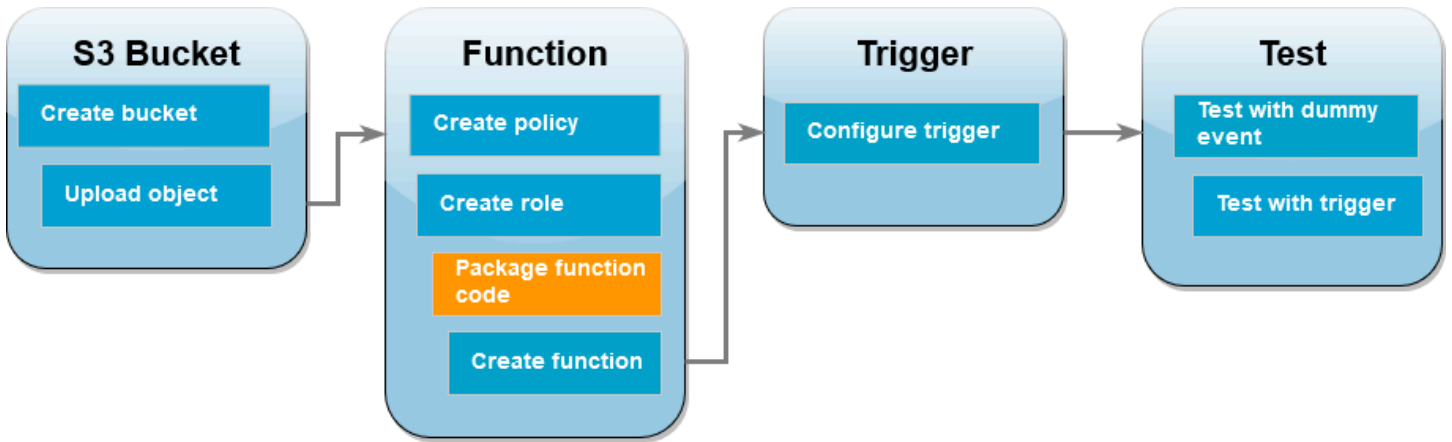 S3 Bucket
Create bucket
Upload object
Function
Create policy
Create role
Package function
code
Create function
Trigger
Configure trigger
Test
Test with dummy
event
Test with trigger